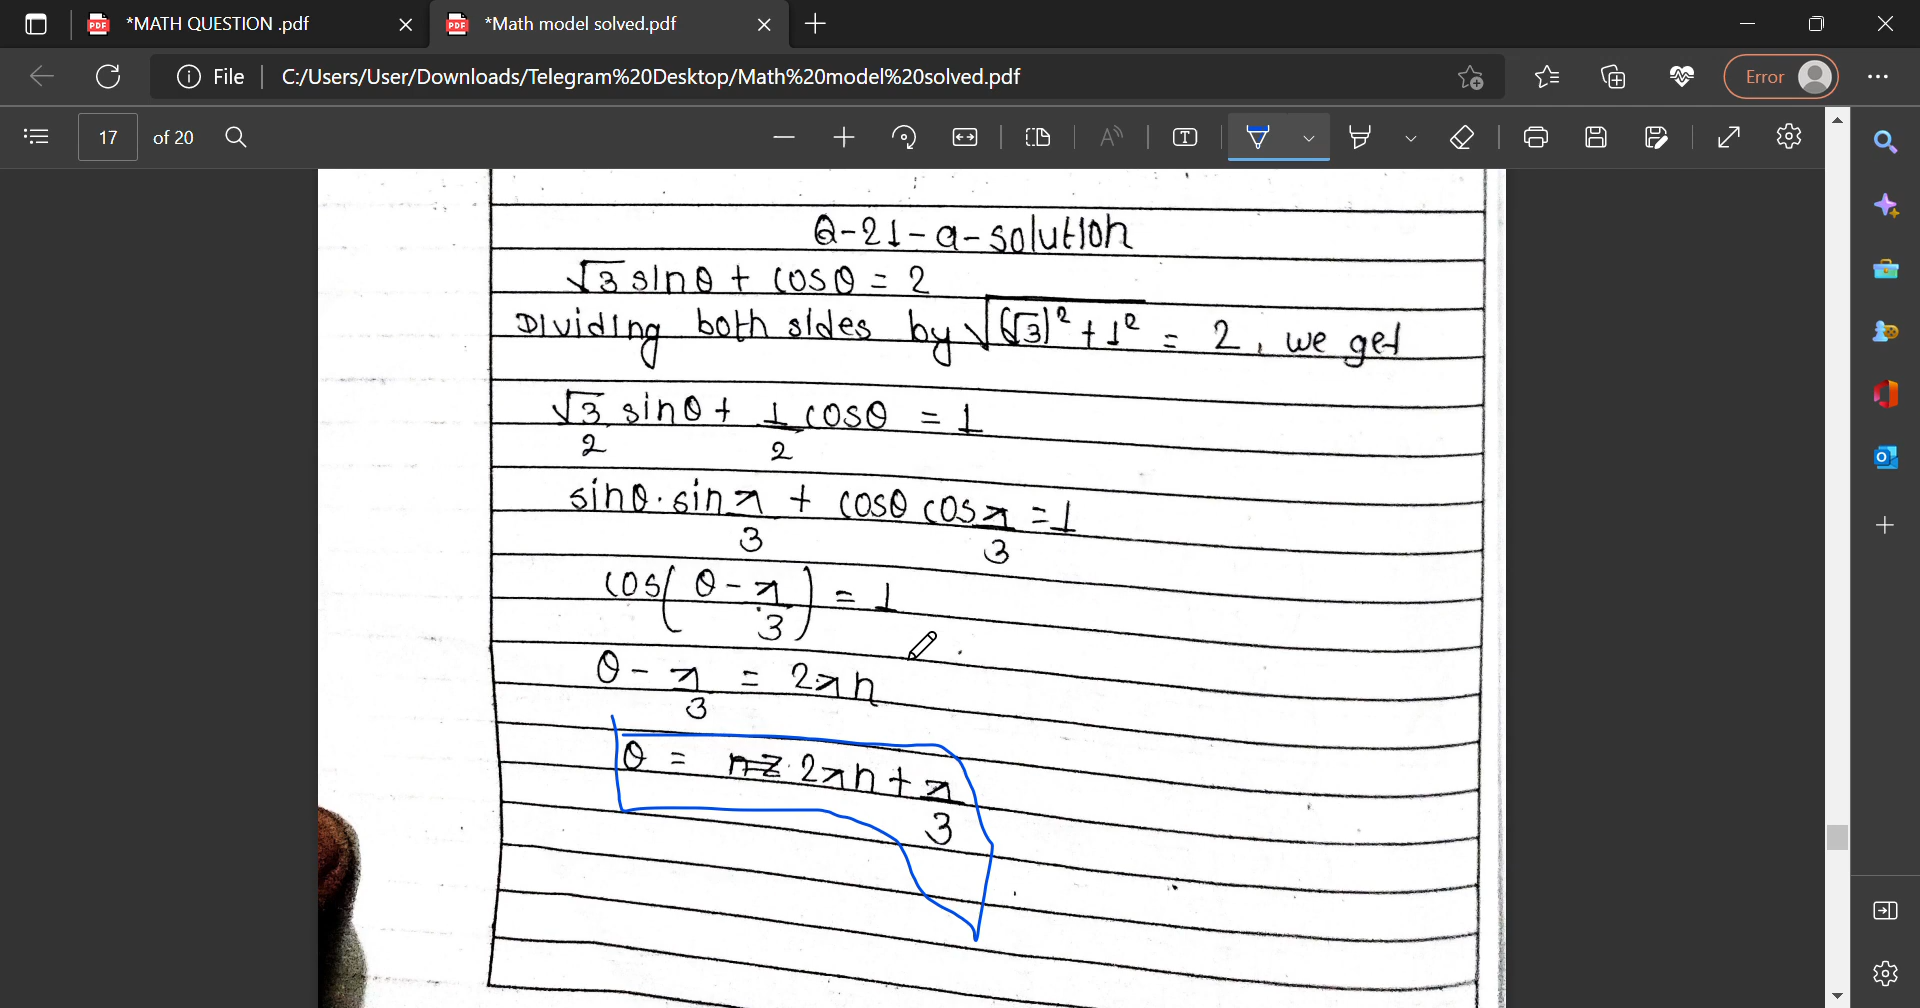 *MATH QUESTION .pdf
*Math model solved.pdf
File C:/Users/User/Downloads/Telegram%20Desktop/Math%20model%20solved.pdf
Error
17 of 20
Q-21-a-solution
√3 sinθ + cosθ = 2
Dividing both sides by √(√3)² + 1² = 2, we get
√3/2 sinθ + 1/2 cosθ = 1
sinθ.sin π/3 + cosθ cos π/3 = 1
cos(θ - π/3) = 1
θ - π/3 = 2πn
θ = 2πn + π/3